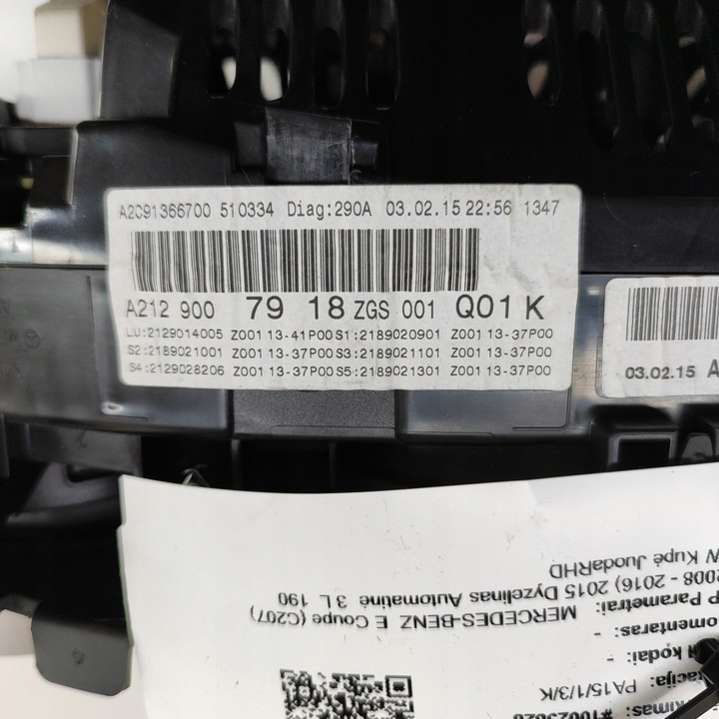 A2C91366700 510334 Diag:290A 03.02.15 22:56 1347
A212 900 79 18 ZGS 001 Q01 K
LU:2129014005 Z001 13-41P00 S1:2189020901 Z001 13-37P00
S2:2189021001 Z001 13-37P00 S3:2189021101 Z001 13-37P00
S4:2129028206 Z001 13-37P00 S5:2189021301 Z001 13-37P00
03.02.15 A
acija: PA15/1/3/K
kodai: -
omentaras: -
P Parametrai: MERCEDES-BENZ E Coupe (C207)
2008 - 2016) 2015 Dyzelinas Automatinė 3 L 190
W Kupė JuodaRHD